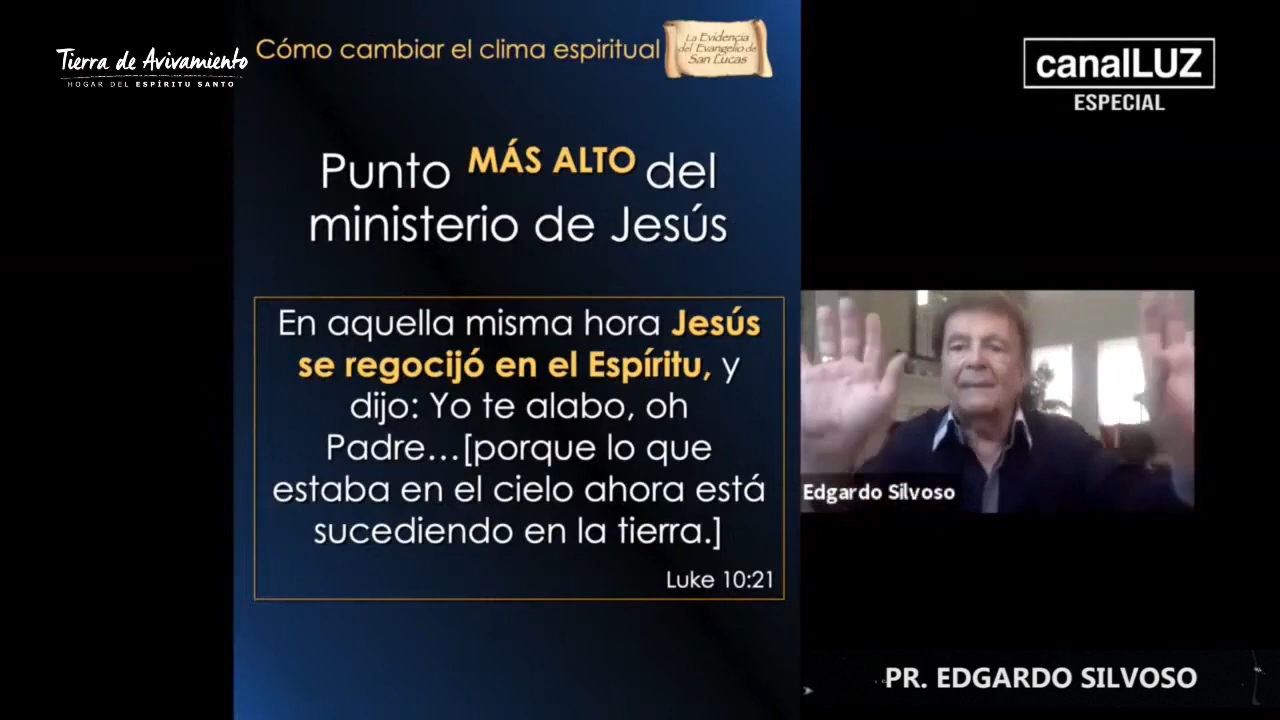 Tierra de Avivamiento
HOGAR DEL ESPÍRITU SANTO
Cómo cambiar el clima espiritual
La Evidencia
del Evangelio de
San Lucas
canalLUZ
ESPECIAL
Punto MÁS ALTO del
ministerio de Jesús
En aquella misma hora Jesús
se regocijó en el Espíritu, y
dijo: Yo te alabo, oh
Padre...[porque lo que
estaba en el cielo ahora está
sucediendo en la tierra.]
Luke 10:21
Edgardo Silvoso
PR. EDGARDO SILVOSO